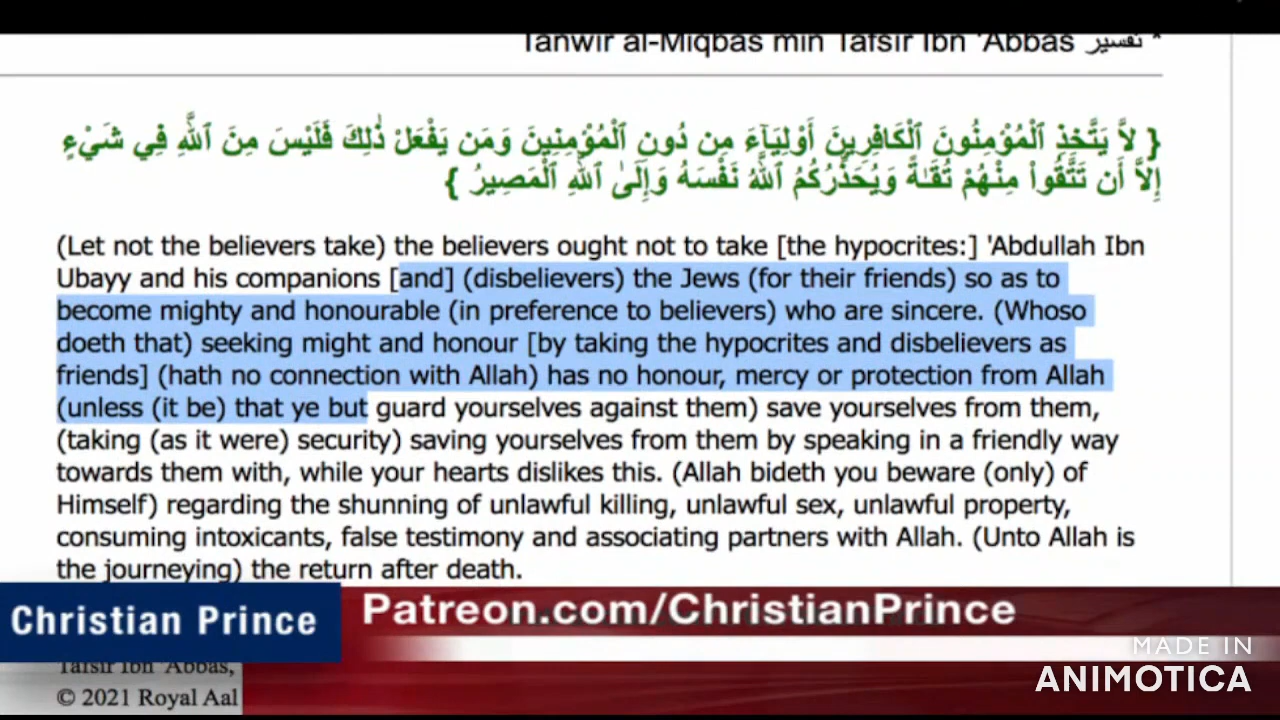 * تفسير Tanwir al-Miqbas min Tafsir Ibn 'Abbas
{ لاَّ يَتَّخِذِ ٱلْمُؤْمِنُونَ ٱلْكَافِرِينَ أَوْلِيَآءَ مِن دُونِ ٱلْمُؤْمِنِينَ وَمَن يَفْعَلْ ذٰلِكَ فَلَيْسَ مِنَ ٱللَّهِ فِي شَيْءٍ
إِلاَّ أَن تَتَّقُواْ مِنْهُمْ تُقَـٰةً وَيُحَذِّرُكُمُ ٱللَّهُ نَفْسَهُ وَإِلَىٰ ٱللَّهِ ٱلْمَصِيرُ }
(Let not the believers take) the believers ought not to take [the hypocrites:] 'Abdullah Ibn
Ubayy and his companions [and] (disbelievers) the Jews (for their friends) so as to
become mighty and honourable (in preference to believers) who are sincere. (Whoso
doeth that) seeking might and honour [by taking the hypocrites and disbelievers as
friends] (hath no connection with Allah) has no honour, mercy or protection from Allah
(unless (it be) that ye but guard yourselves against them) save yourselves from them,
(taking (as it were) security) saving yourselves from them by speaking in a friendly way
towards them with, while your hearts dislikes this. (Allah bideth you beware (only) of
Himself) regarding the shunning of unlawful killing, unlawful sex, unlawful property,
consuming intoxicants, false testimony and associating partners with Allah. (Unto Allah is
the journeying) the return after death.
Christian Prince
Patreon.com/ChristianPrince
Tafsir Ibn 'Abbas,
© 2021 Royal Aal
MADE IN
ANIMOTICA